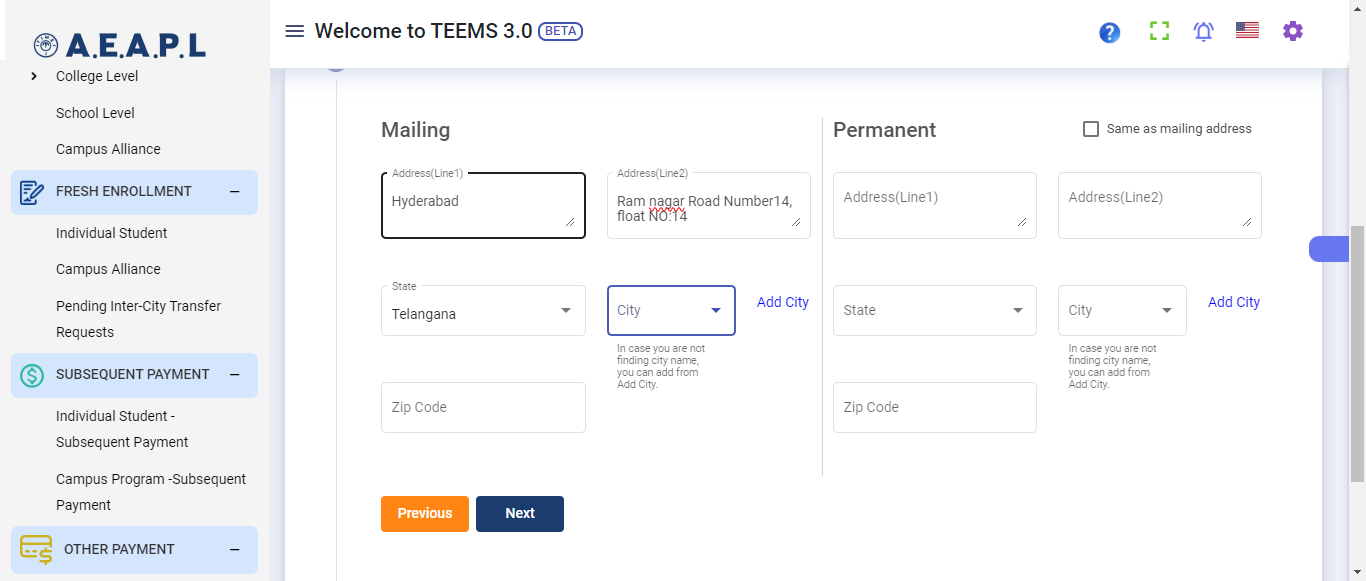 A.E.A.P.L
College Level
School Level
Campus Alliance
FRESH ENROLLMENT
Individual Student
Campus Alliance
Pending Inter-City Transfer
Requests
SUBSEQUENT PAYMENT
Individual Student -
Subsequent Payment
Campus Program -Subsequent
Payment
OTHER PAYMENT
Welcome to TEEMS 3.0 BETA
Mailing
Address(Line1)
Hyderabad
Address(Line2)
Ram nagar Road Number14,
float NO:14
State
Telangana
City
Add City
In case you are not
finding city name,
you can add from
Add City.
Zip Code
Permanent
Same as mailing address
Address(Line1)
Address(Line2)
State
City
Add City
In case you are not
finding city name,
you can add from
Add City.
Zip Code
Previous
Next